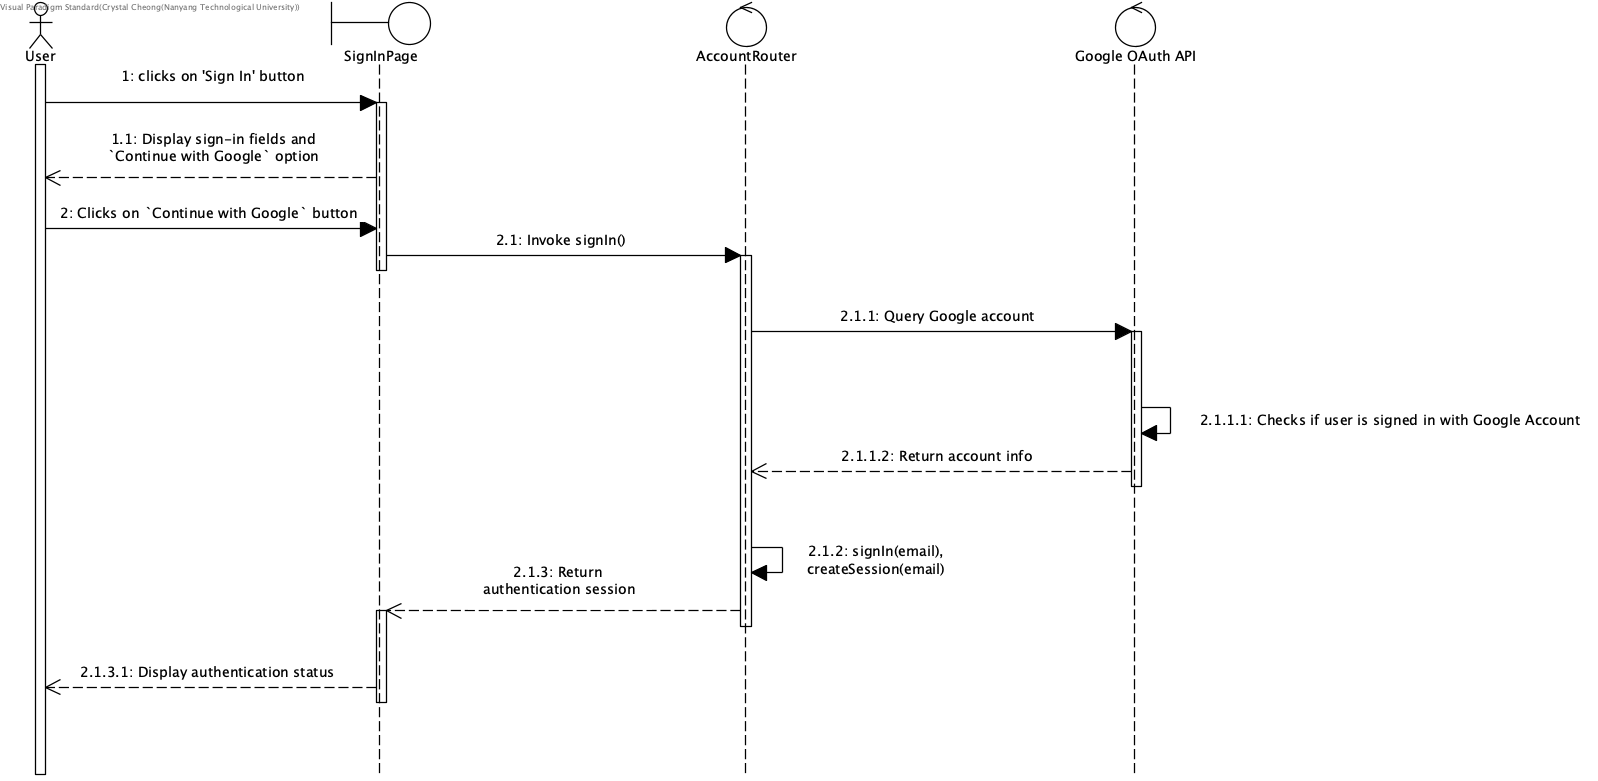 Visual Paradigm Standard(Crystal Cheong(Nanyang Technological University))
User
SignInPage
AccountRouter
Google OAuth API
1: clicks on 'Sign In' button
1.1: Display sign-in fields and
`Continue with Google` option
2: Clicks on `Continue with Google` button
2.1: Invoke signIn()
2.1.1: Query Google account
2.1.1.1: Checks if user is signed in with Google Account
2.1.1.2: Return account info
2.1.2: signIn(email),
createSession(email)
2.1.3: Return
authentication session
2.1.3.1: Display authentication status